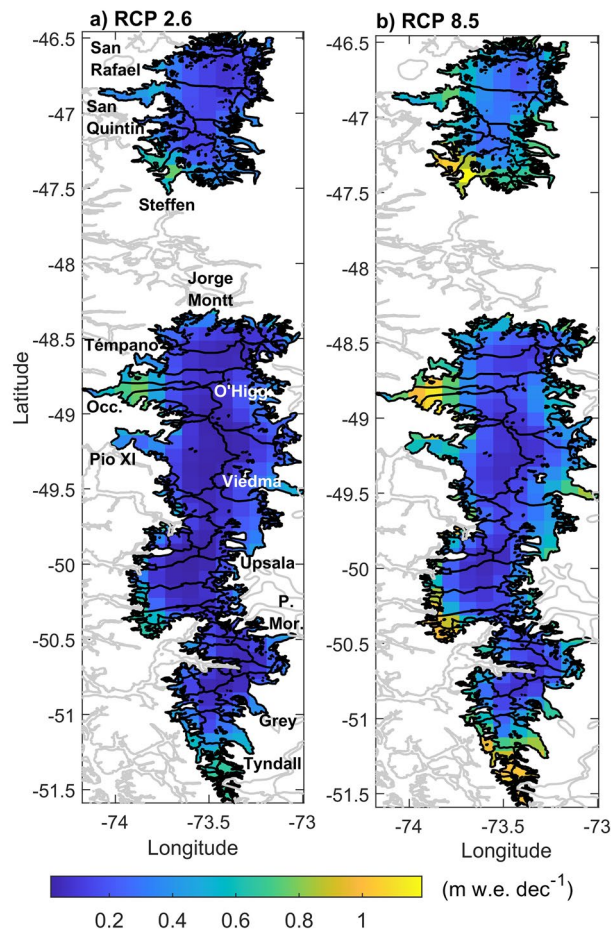 a) RCP 2.6
b) RCP 8.5
-46.5
San
Rafael
-47
San
Quintin
-47.5
Steffen
-48
Jorge
Montt
-48.5
Témpano
O'Higg.
Occ.
-49
Pio XI
Viedma
-49.5
-50
Upsala
P.
Mor.
-50.5
-51
Grey
Tyndall
-51.5
Latitude
-74
-73.5
-73
Longitude
-46.5
-47
-47.5
-48
-48.5
-49
-49.5
-50
-50.5
-51
-51.5
-74
-73.5
-73
Longitude
(m w.e. dec⁻¹)
0.2
0.4
0.6
0.8
1